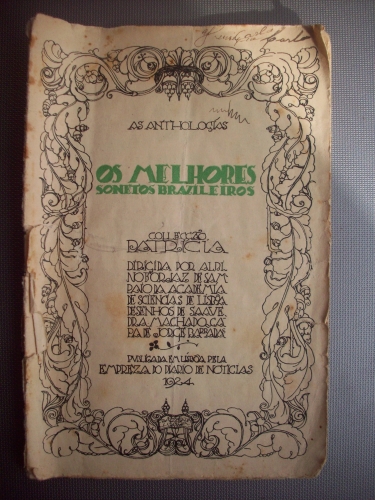 AS ANTHOLOGIAS
OS MELHORES
SONETOS BRAZILEIROS
COLLECÇÃO
PATRICIA
DIRIGIDA POR ALBI
NO FORJAZ DE SAM
PAIO DA ACADEMIA
DE SCIENCIAS DE LISBOA
DESENHOS DE SAAVE
DRA MACHADO, CA
PA DE JORGE BARRADAS
PUBLICADA EM LISBOA PELA
EMPREZA DO DIARIO DE NOTICIAS
1924